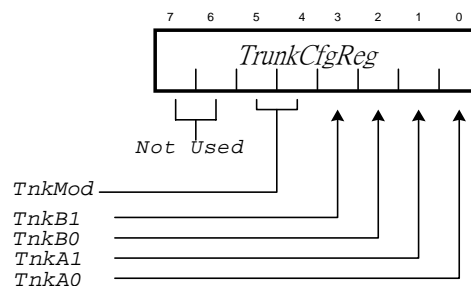 7 6 5 4 3 2 1 0
TrunkCfgReg
Not Used
TnkMod
TnkB1
TnkB0
TnkA1
TnkA0